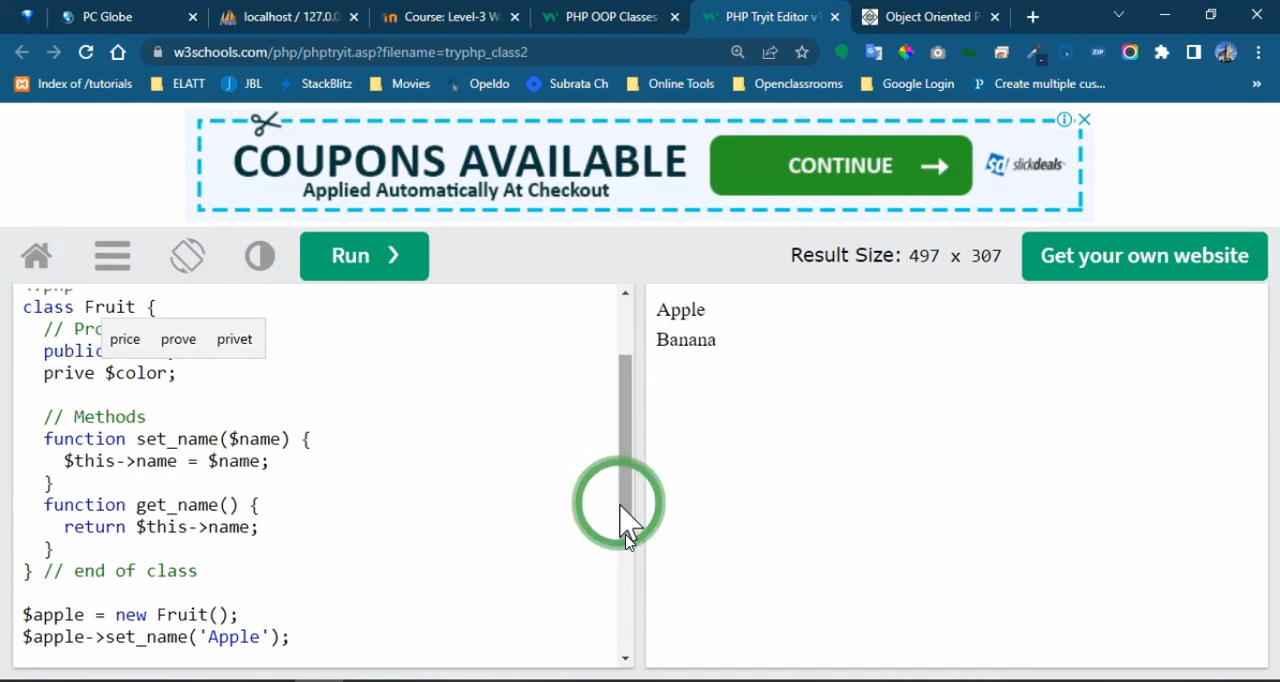 PC Globe
localhost / 127.0.0
Course: Level-3 W
PHP OOP Classes
PHP Tryit Editor v1
Object Oriented P
w3schools.com/php/phptryit.asp?filename=tryphp_class2
ZIP
Index of /tutorials
ELATT
JBL
StackBlitz
Movies
Opeldo
Subrata Ch
Online Tools
Openclassrooms
Google Login
Create multiple cus...
COUPONS AVAILABLE
Applied Automatically At Checkout
CONTINUE
sd/ slickdeals
Run
Result Size: 497 x 307
Get your own website
class Fruit {
// Pro
price prove privet
public
prive $color;
// Methods
function set_name($name) {
$this->name = $name;
}
function get_name() {
return $this->name;
}
} // end of class
$apple = new Fruit();
$apple->set_name('Apple');
Apple
Banana